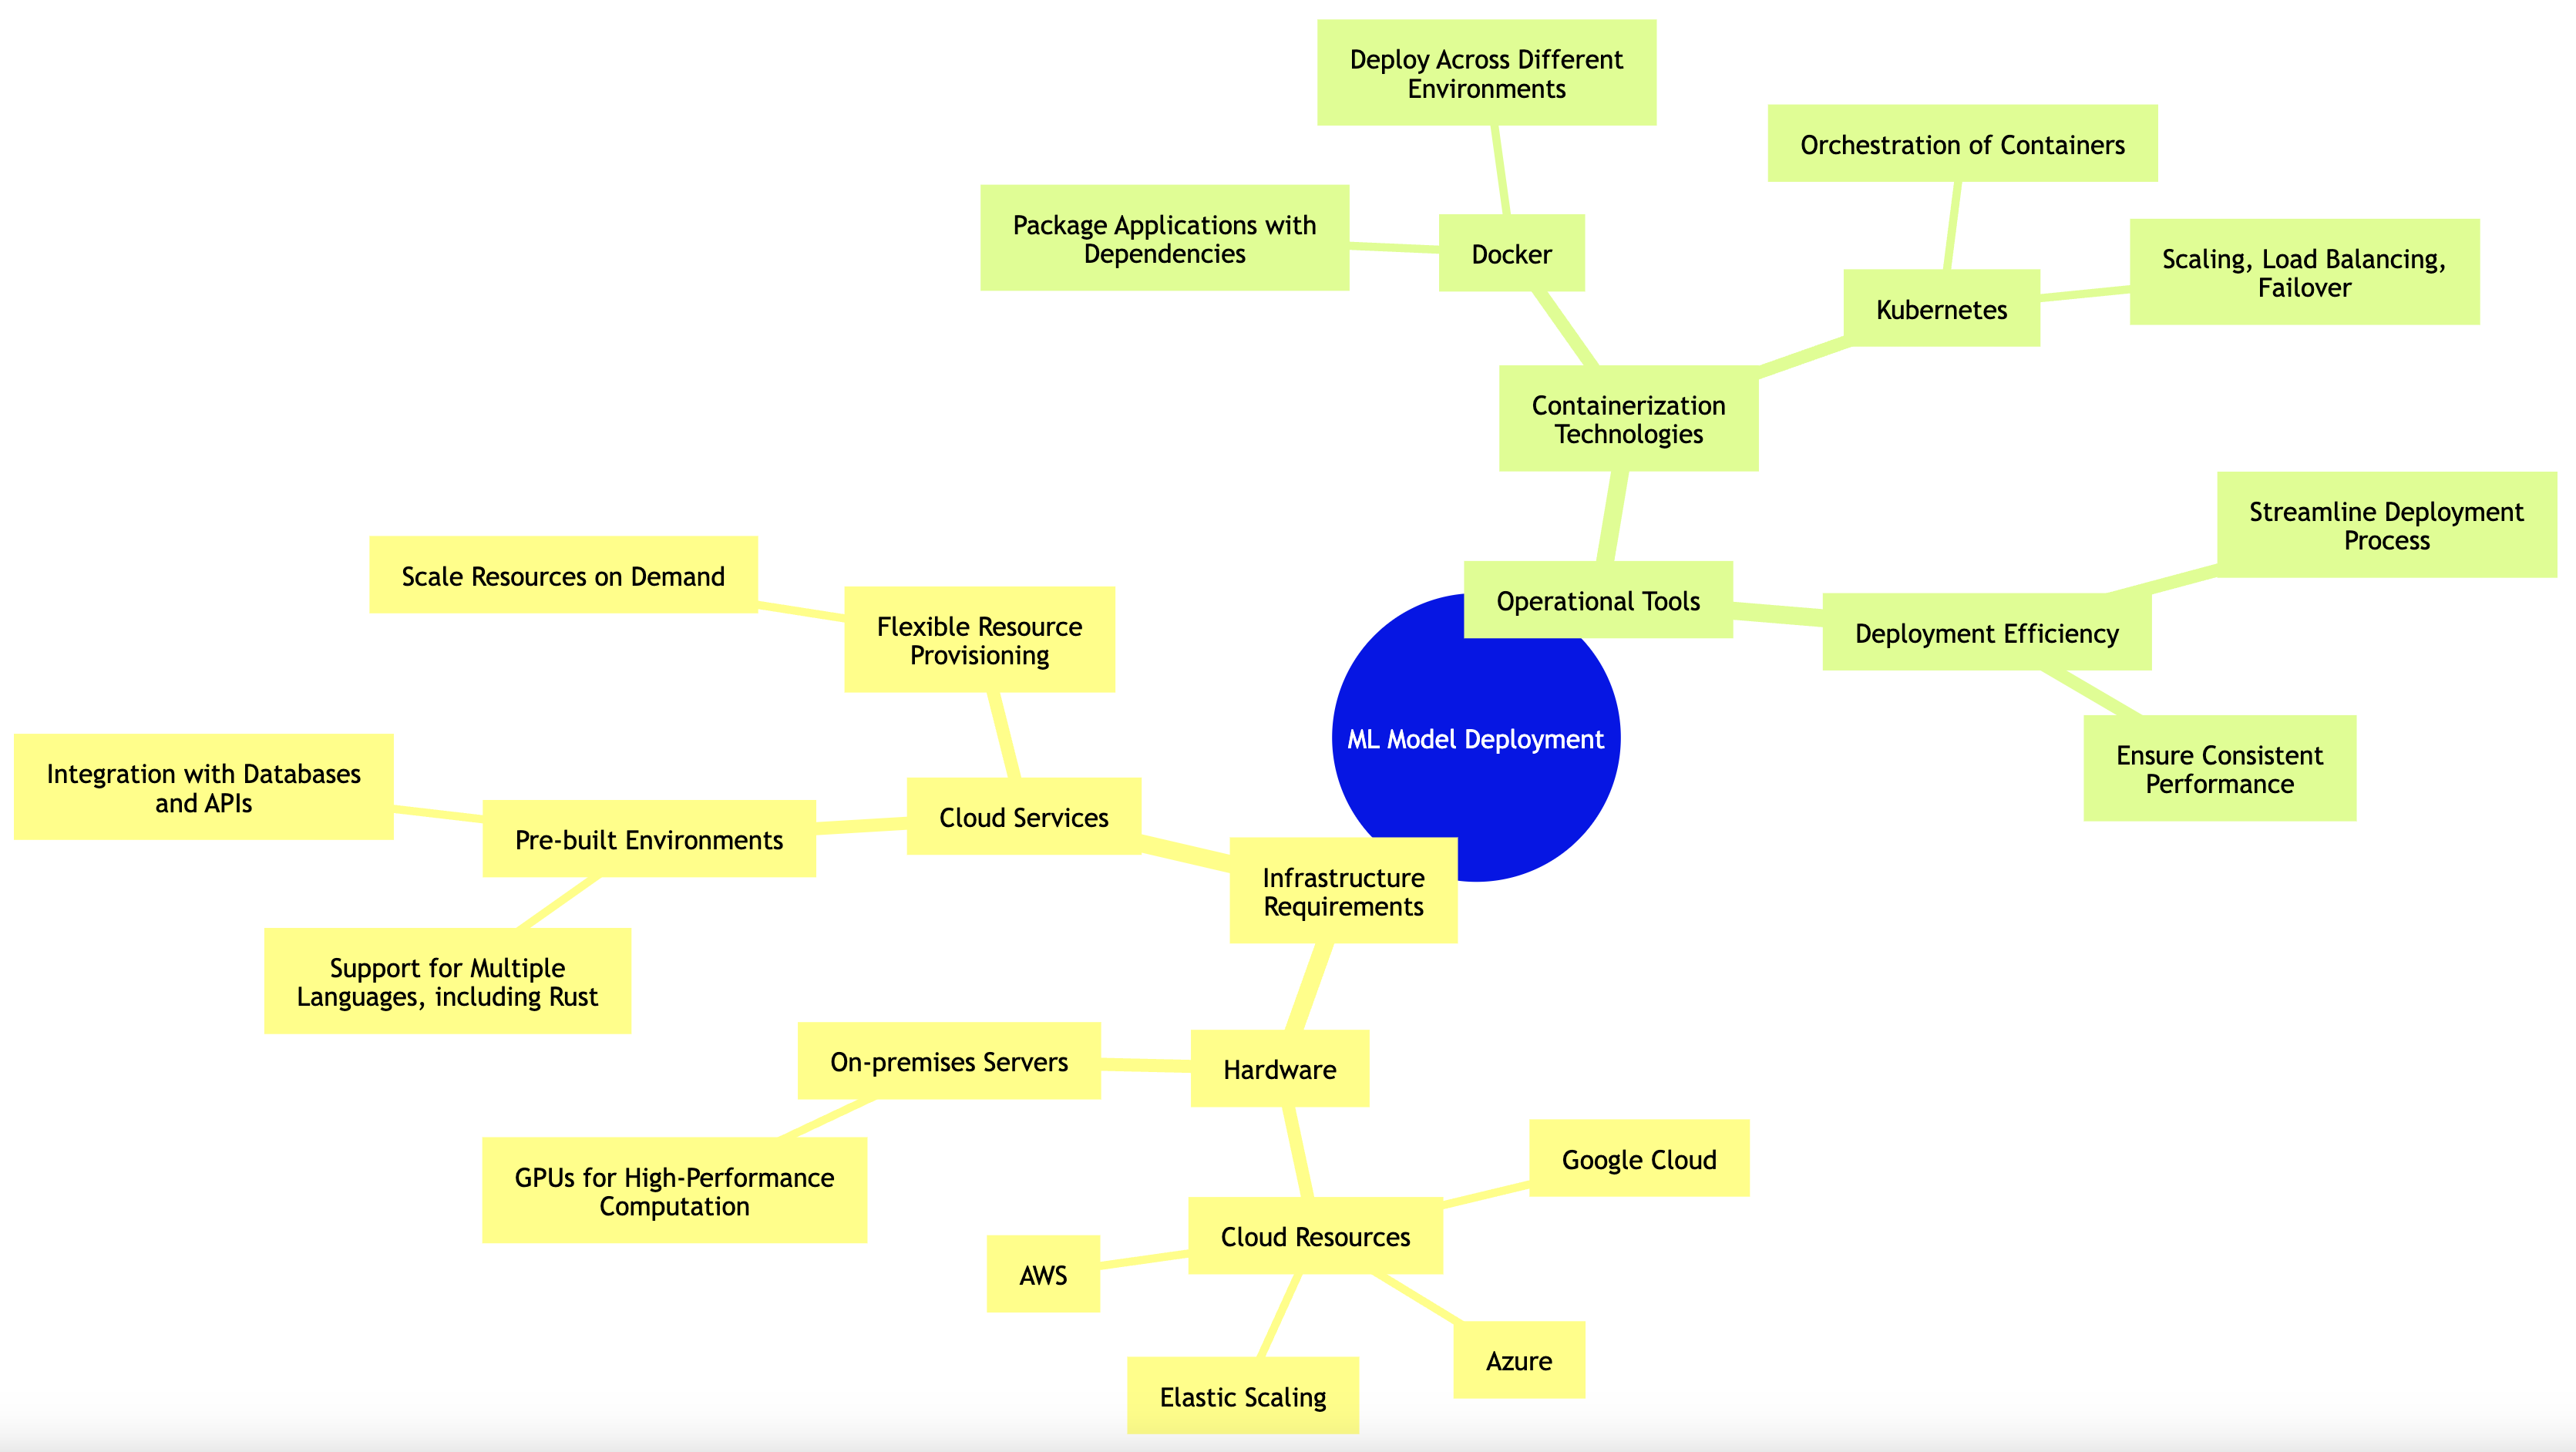 Deploy Across Different
Environments
Orchestration of Containers
Package Applications with
Dependencies
Docker
Scaling, Load Balancing,
Failover
Kubernetes
Containerization
Technologies
Streamline Deployment
Process
Scale Resources on Demand
Flexible Resource
Provisioning
Operational Tools
Deployment Efficiency
ML Model Deployment
Ensure Consistent
Performance
Integration with Databases
and APIs
Pre-built Environments
Cloud Services
Infrastructure
Requirements
Support for Multiple
Languages, including Rust
On-premises Servers
Hardware
GPUs for High-Performance
Computation
Google Cloud
Cloud Resources
AWS
Azure
Elastic Scaling